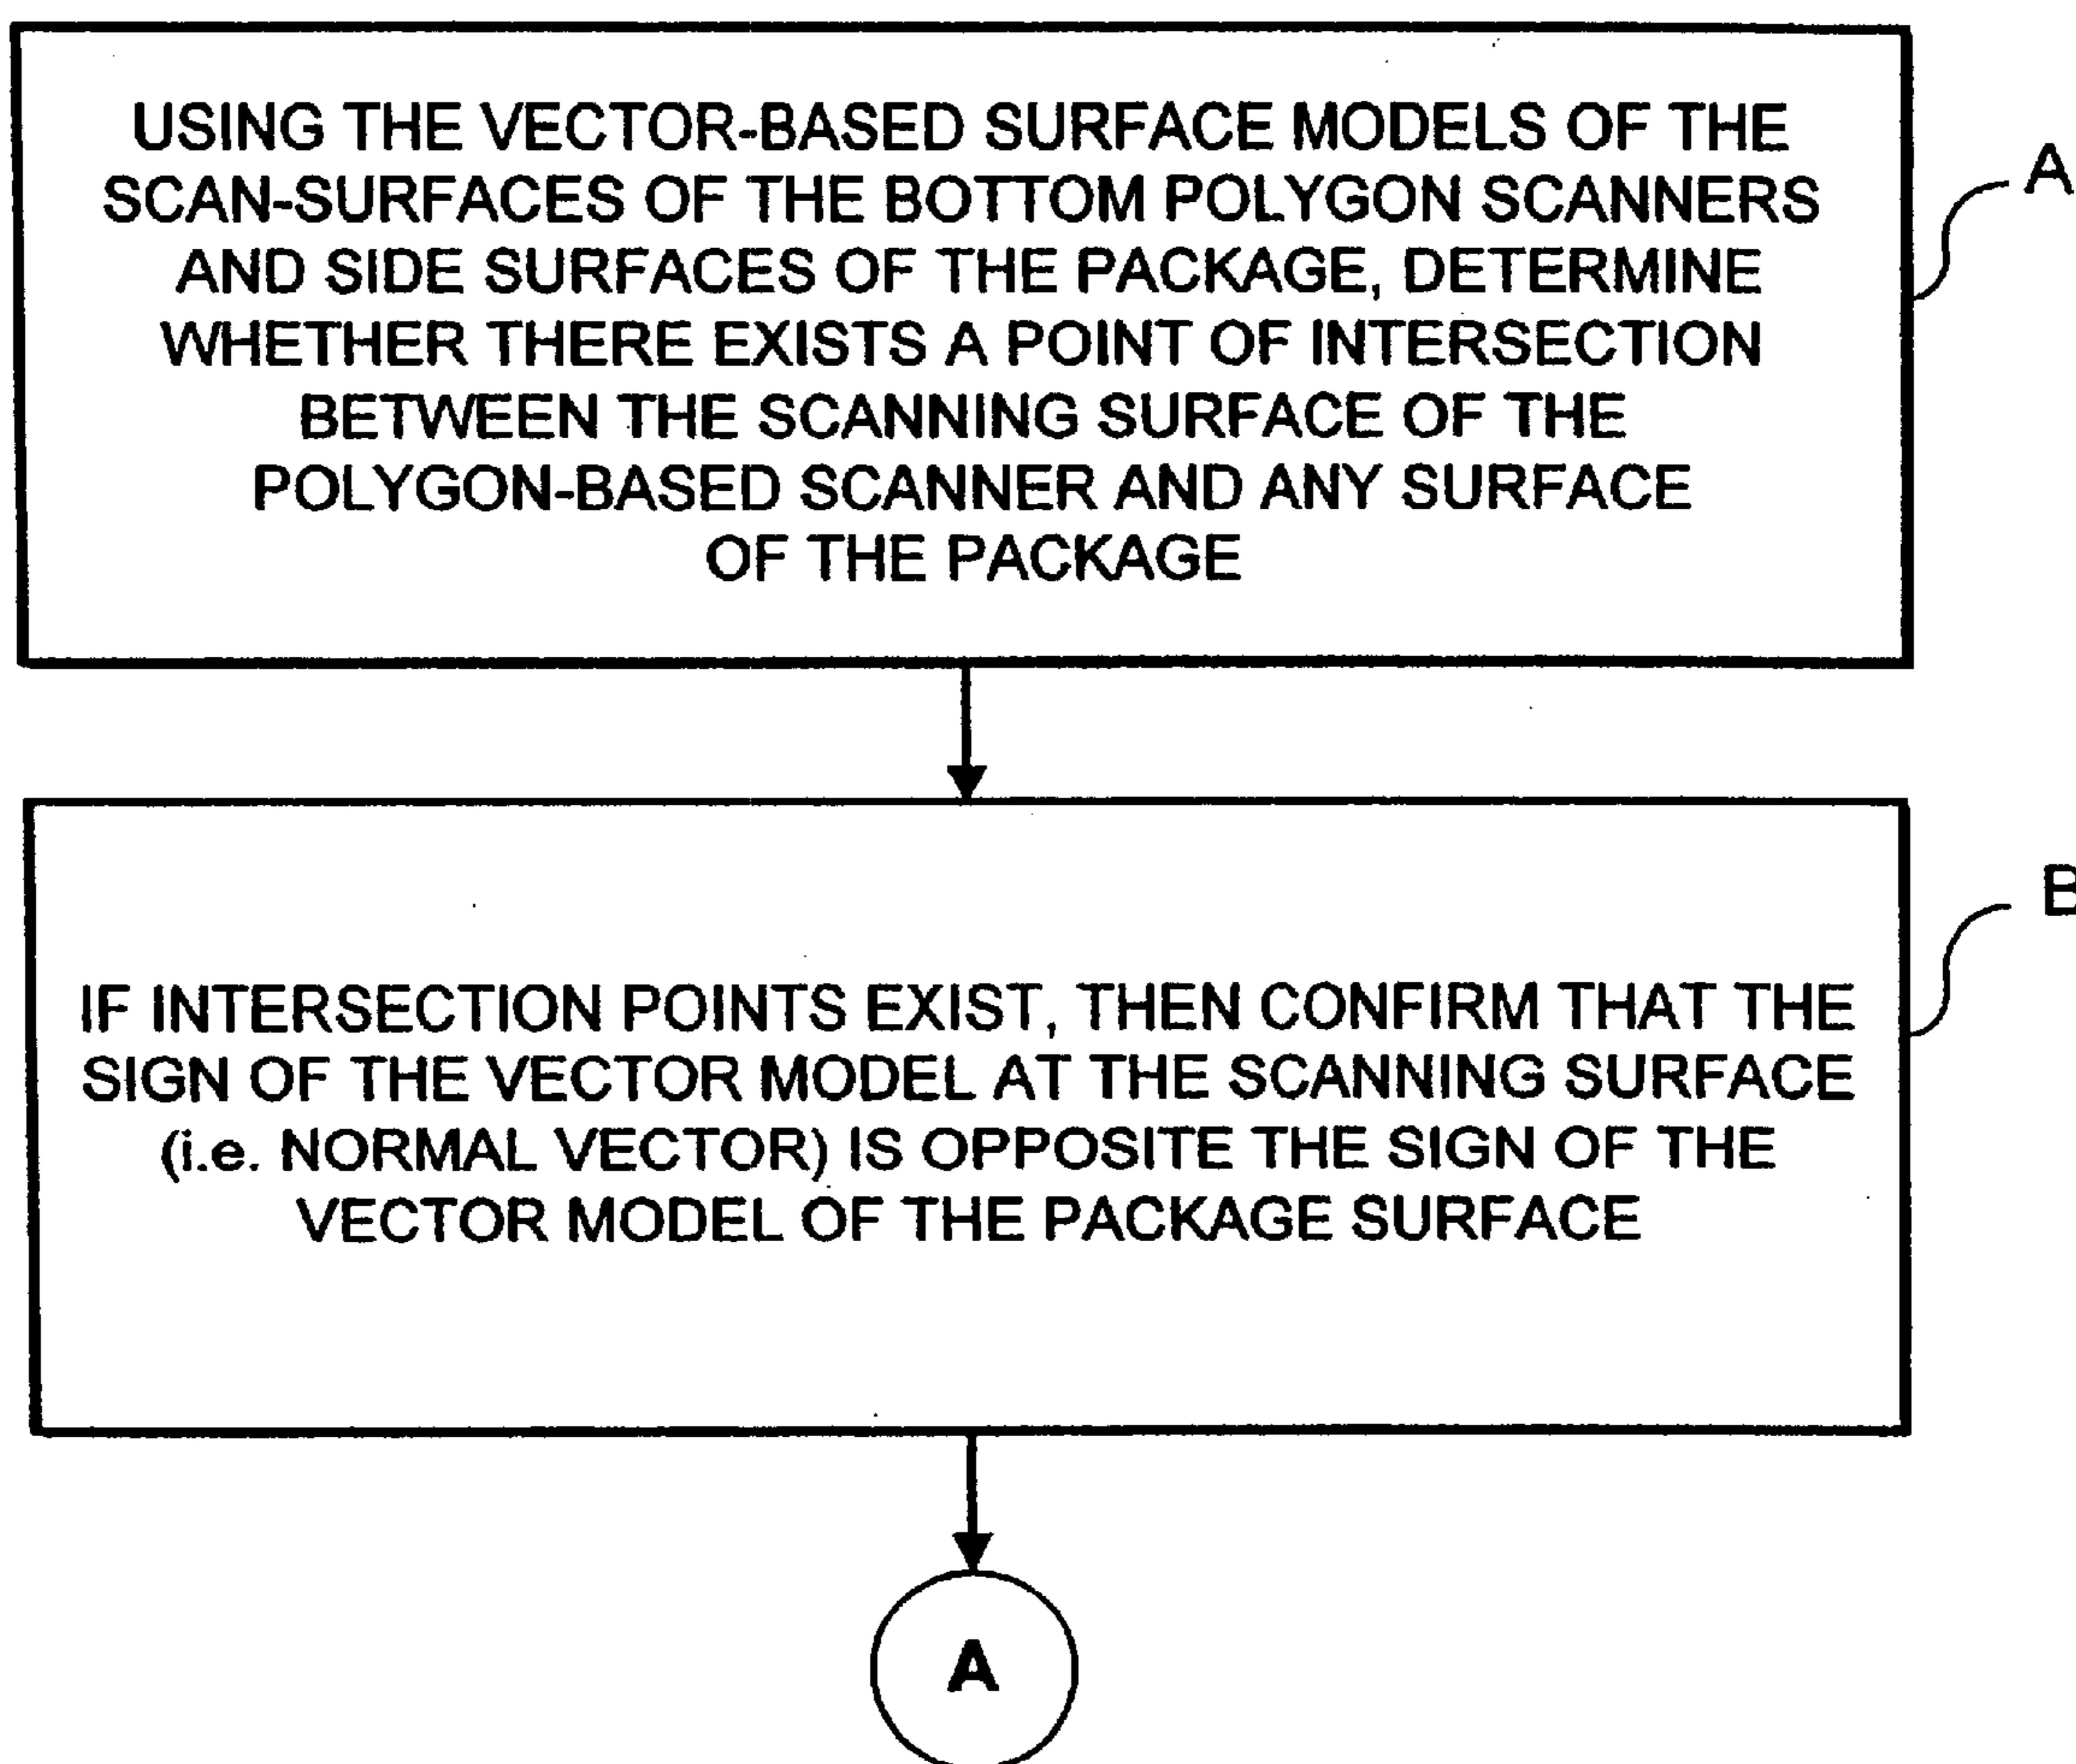 USING THE VECTOR-BASED SURFACE MODELS OF THE
SCAN-SURFACES OF THE BOTTOM POLYGON SCANNERS
AND SIDE SURFACES OF THE PACKAGE, DETERMINE
WHETHER THERE EXISTS A POINT OF INTERSECTION
BETWEEN THE SCANNING SURFACE OF THE
POLYGON-BASED SCANNER AND ANY SURFACE
OF THE PACKAGE
A
IF INTERSECTION POINTS EXIST, THEN CONFIRM THAT THE
SIGN OF THE VECTOR MODEL AT THE SCANNING SURFACE
(i.e. NORMAL VECTOR) IS OPPOSITE THE SIGN OF THE
VECTOR MODEL OF THE PACKAGE SURFACE
B
A